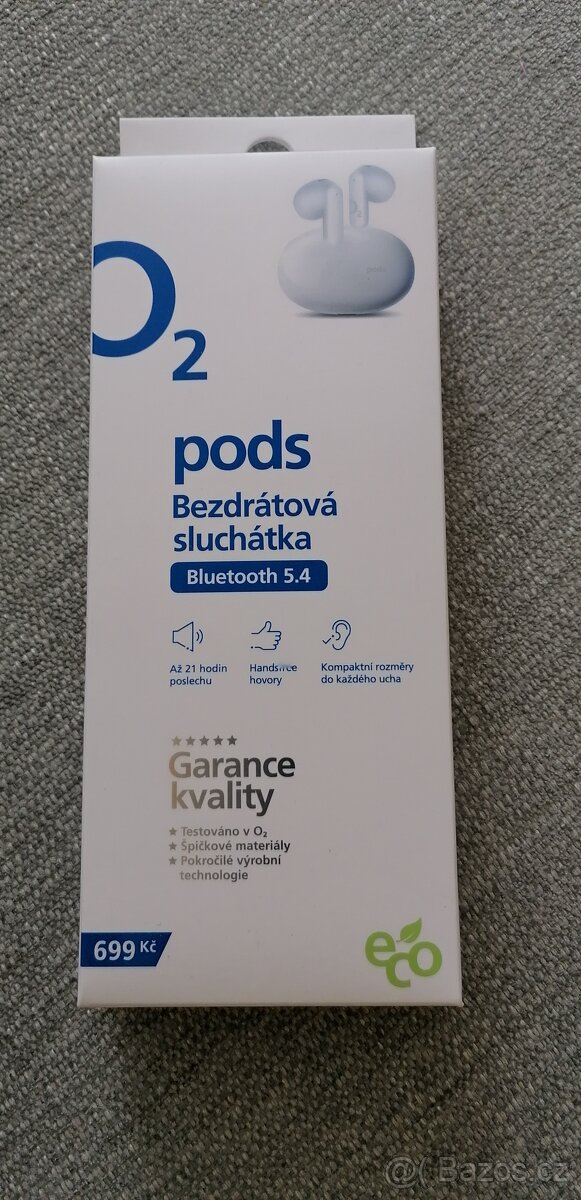 O2
pods
pods
Bezdrátová
sluchátka
Bluetooth 5.4
Až 21 hodin
poslechu
hovory
Kompaktní rozměry
do každého ucha
Garance
kvality
Testováno v O₂
Špičkové materiály
Pokročilé výrobní
technologie
699 Kč
eco
@( Bazos.cz